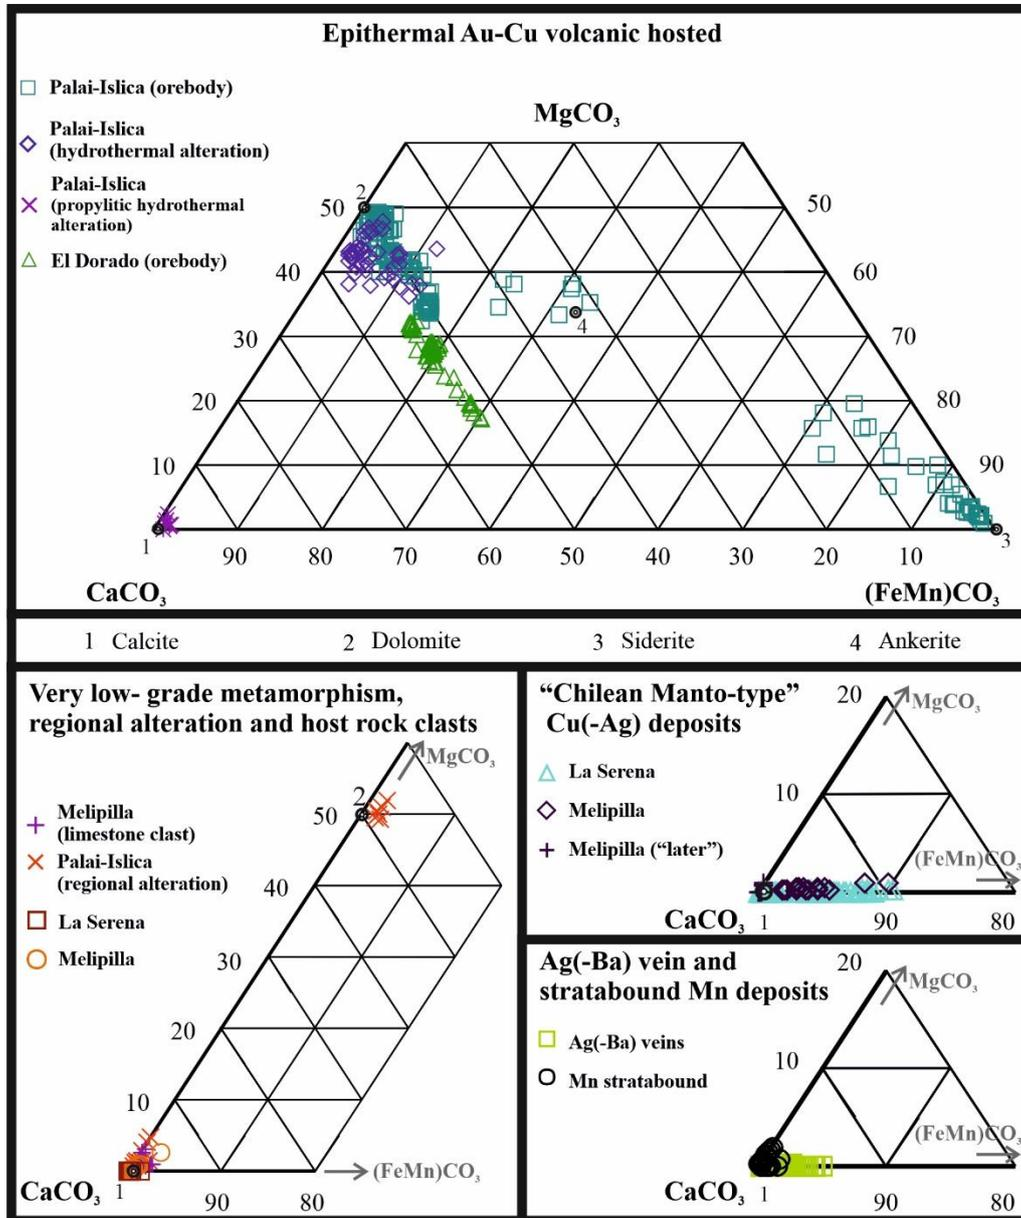 Epithermal Au-Cu volcanic hosted
Palai-Islica (orebody)
Palai-Islica
(hydrothermal alteration)
Palai-Islica
(propylitic hydrothermal
alteration)
El Dorado (orebody)
MgCO₃
2
50
50
40
60
4
30
70
20
80
10
90
1
3
90
80
70
60
50
40
30
20
10
CaCO₃
(FeMn)CO₃
1 Calcite
2 Dolomite
3 Siderite
4 Ankerite
Very low- grade metamorphism,
regional alteration and host rock clasts
Melipilla
(limestone clast)
Palai-Islica
(regional alteration)
La Serena
Melipilla
MgCO₃
2
50
40
30
20
10
CaCO₃
1
90
80
(FeMn)CO₃
“Chilean Manto-type”
Cu(-Ag) deposits
La Serena
Melipilla
Melipilla (“later”)
20
MgCO₃
10
(FeMn)CO₃
CaCO₃
1
90
80
Ag(-Ba) vein and
stratabound Mn deposits
Ag(-Ba) veins
Mn stratabound
20
MgCO₃
10
(FeMn)CO₃
CaCO₃
1
90
80